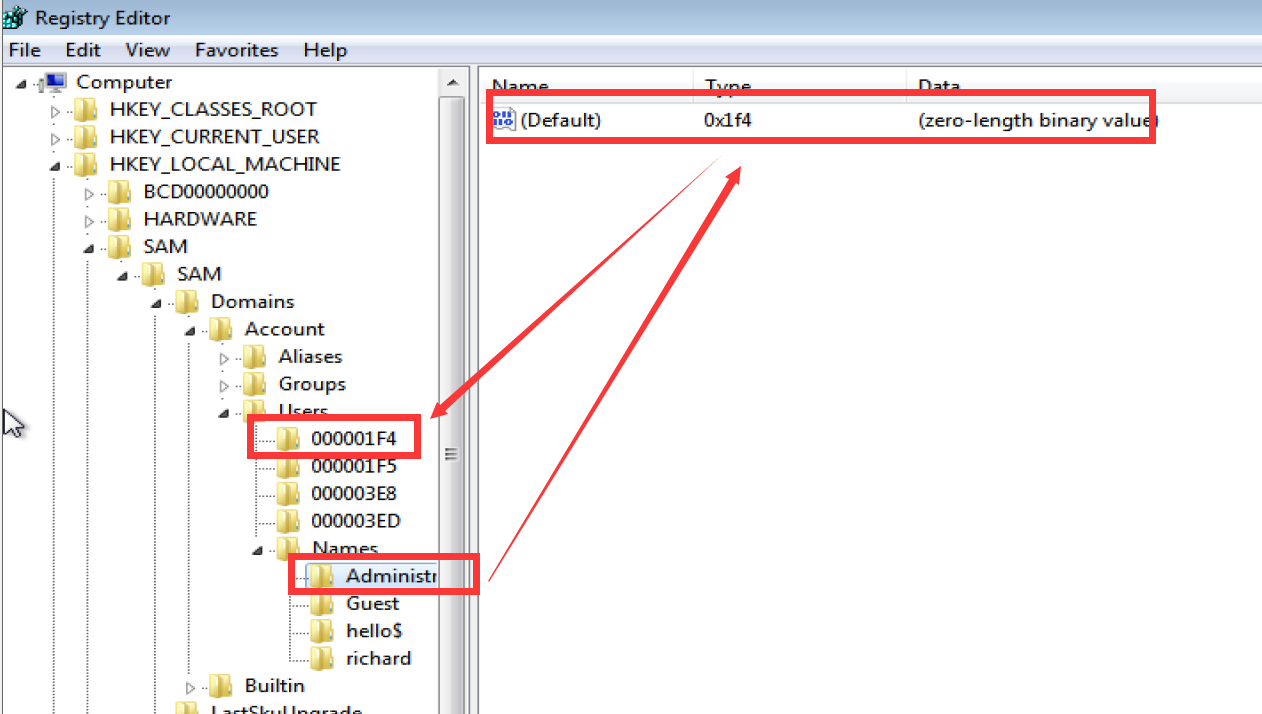 Registry Editor
File Edit View Favorites Help
Computer
HKEY_CLASSES_ROOT
HKEY_CURRENT_USER
HKEY_LOCAL_MACHINE
BCD00000000
HARDWARE
SAM
SAM
Domains
Account
Aliases
Groups
Users
000001F4
000001F5
000003E8
000003ED
Names
Administr
Guest
hello$
richard
Builtin
LastSkuUpgrade
Name Type Data
(Default) 0x1f4 (zero-length binary value)